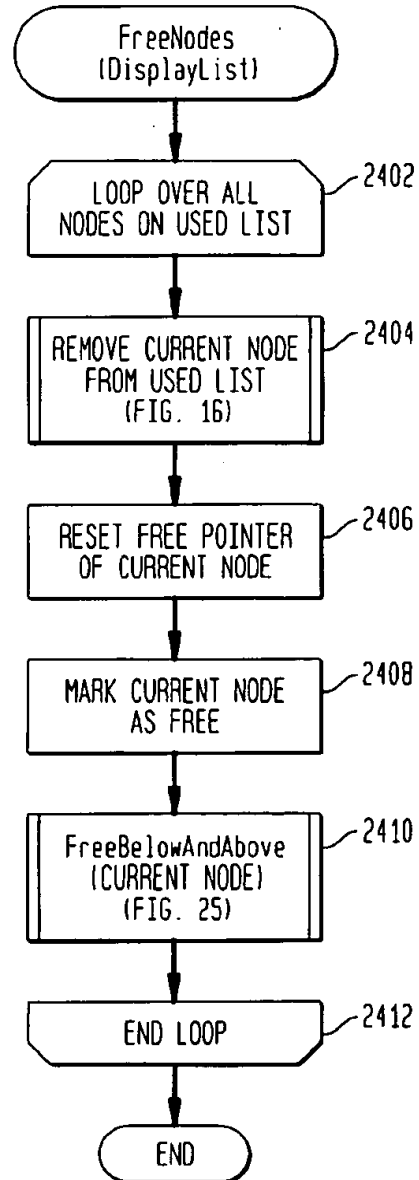 FreeNodes
(DisplayList)
LOOP OVER ALL
NODES ON USED LIST
2402
REMOVE CURRENT NODE
FROM USED LIST
(FIG. 16)
2404
RESET FREE POINTER
OF CURRENT NODE
2406
MARK CURRENT NODE
AS FREE
2408
FreeBelowAndAbove
(CURRENT NODE)
(FIG. 25)
2410
END LOOP
2412
END